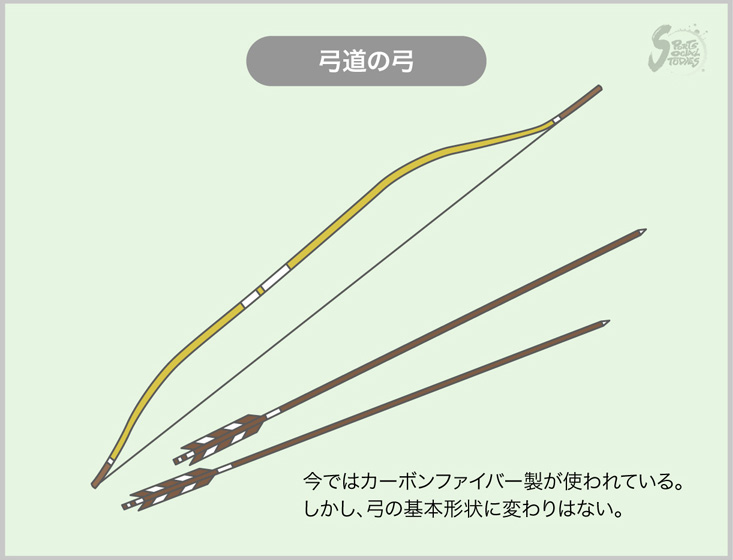 弓道の弓
SPORTS
SOCIAL
STUDIES
今ではカーボンファイバー製が使われている。
しかし、弓の基本形状に変わりはない。